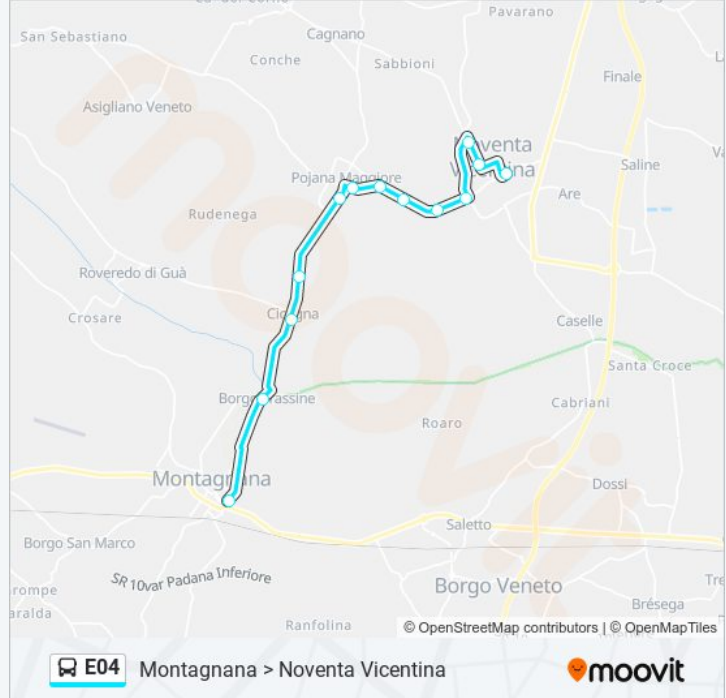 Pavarano
San Sebastiano
Cagnano
Conche
Sabbioni
Finale
Asigliano Veneto
Noventa
Vicentina
Saline
Pojana Maggiore
Are
Rudenega
Roveredo di Guà
Crosare
Cicogna
Caselle
Santa Croce
Borgo Frassine
Cabriani
Roaro
Montagnana
Dossi
Saletto
Borgo San Marco
SR 10var Padana Inferiore
Borgo Veneto
Brésega
Ranfolina
© OpenStreetMap contributors | © OpenMapTiles
E04 Montagnana > Noventa Vicentina
moovit